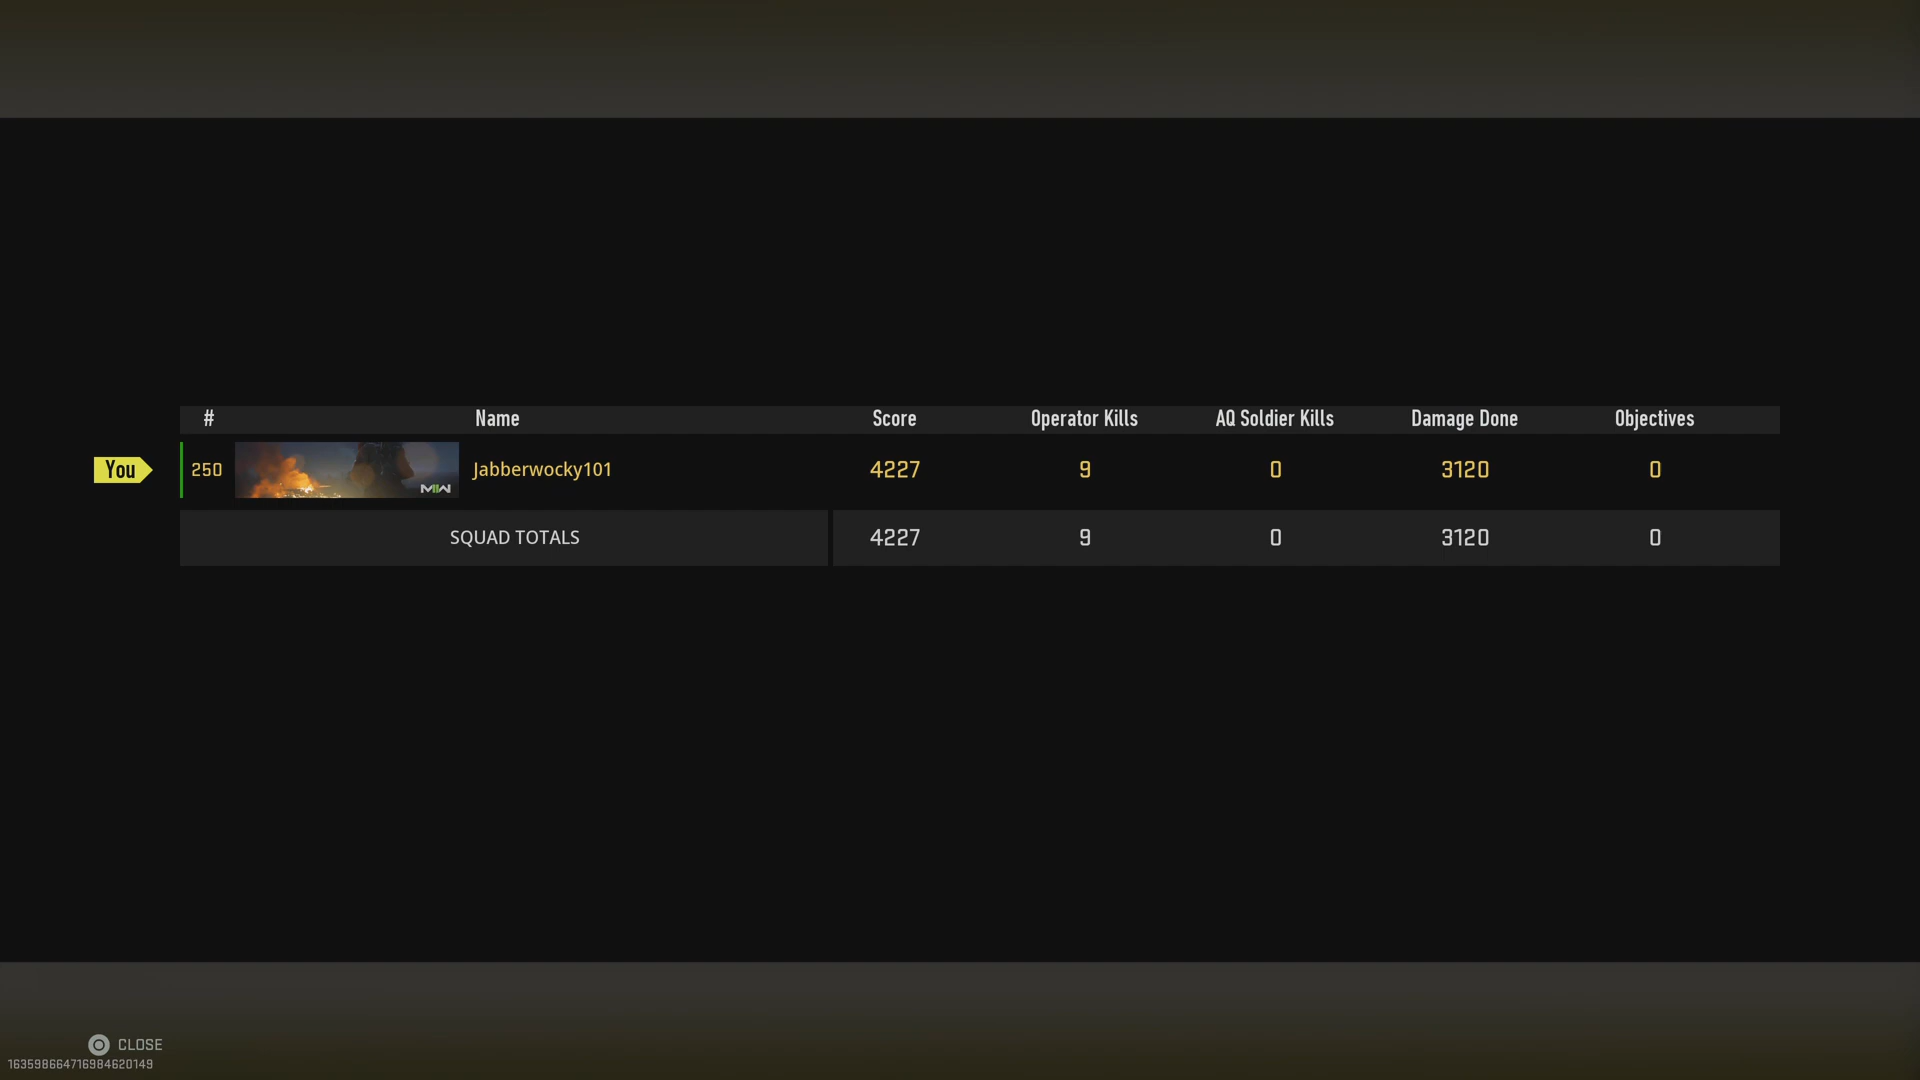 # Name Score Operator Kills AQ Soldier Kills Damage Done Objectives
You 250 MW Jabberwocky101 4227 9 0 3120 0
SQUAD TOTALS 4227 9 0 3120 0
CLOSE
163598664716984620149